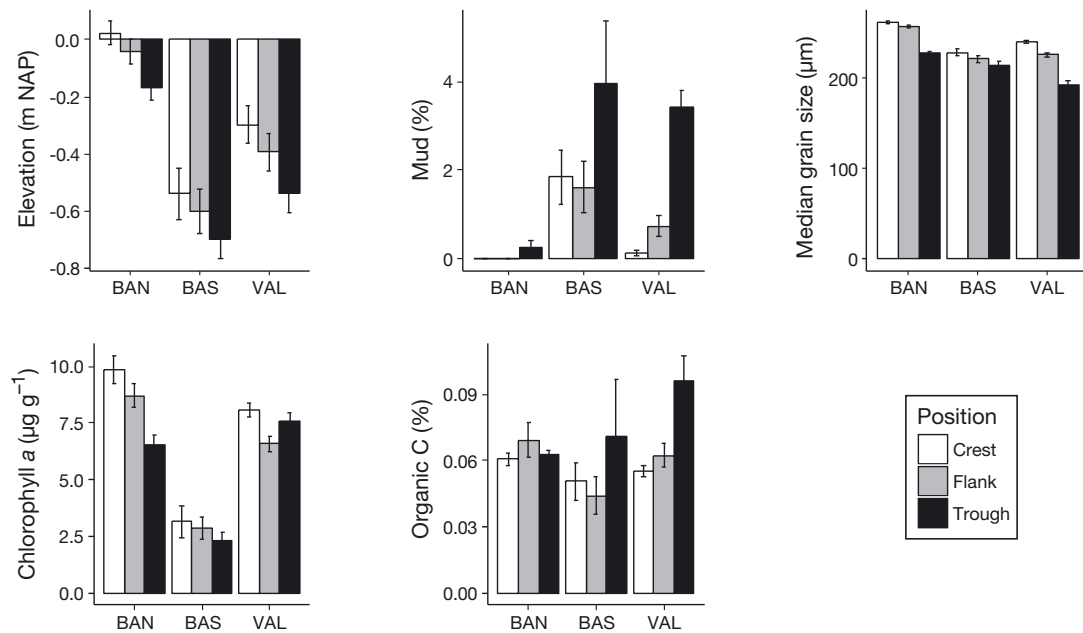 Elevation (m NAP)
0.0
-0.2
-0.4
-0.6
-0.8
BAN BAS VAL
Mud (%)
4
2
0
BAN BAS VAL
Median grain size (µm)
200
100
0
BAN BAS VAL
Chlorophyll a (µg g⁻¹)
10.0
7.5
5.0
2.5
0.0
BAN BAS VAL
Organic C (%)
0.09
0.06
0.03
0.00
BAN BAS VAL
Position
Crest
Flank
Trough